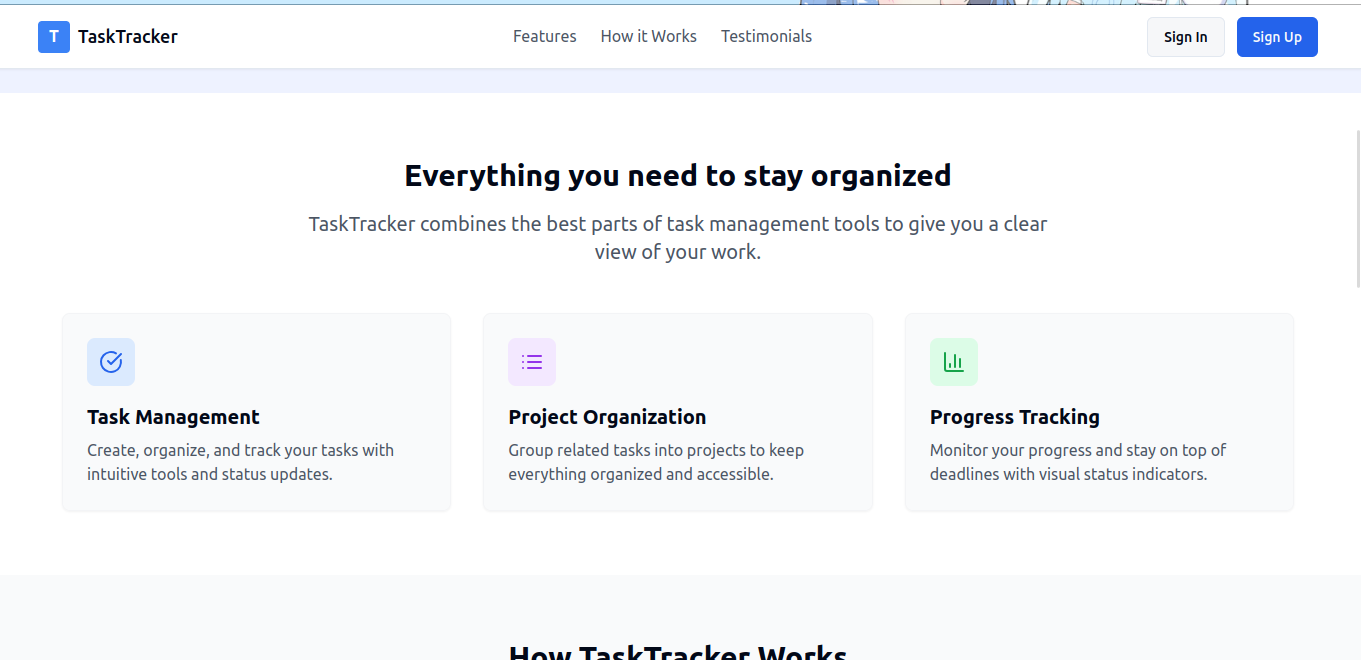 T TaskTracker Features How it Works Testimonials Sign In Sign Up
Everything you need to stay organized
TaskTracker combines the best parts of task management tools to give you a clear
view of your work.
Task Management
Create, organize, and track your tasks with
intuitive tools and status updates.
Project Organization
Group related tasks into projects to keep
everything organized and accessible.
Progress Tracking
Monitor your progress and stay on top of
deadlines with visual status indicators.
How TaskTracker Works